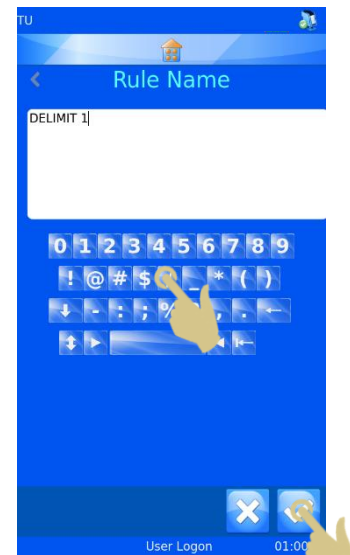 TU
Rule Name
DELIMIT 1
0 1 2 3 4 5 6 7 8 9
! @ # $ _ * ( )
- : ; % , .
User Logon 01:00